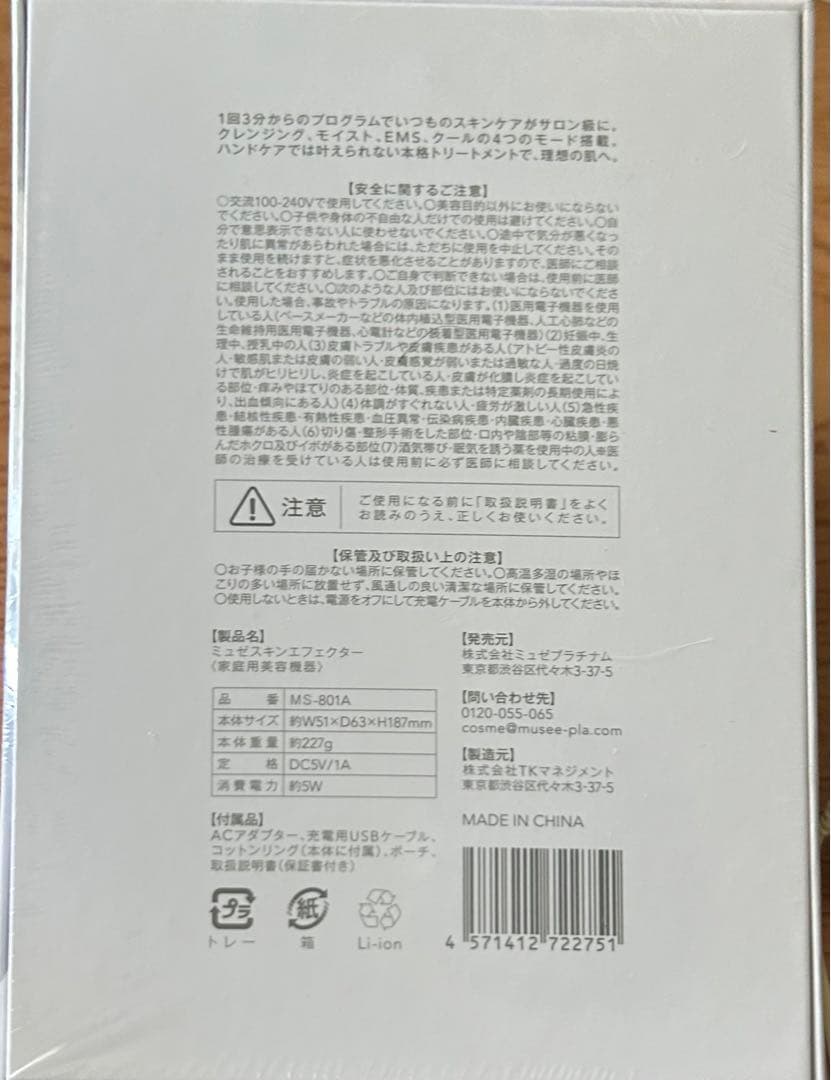 1回3分からのプログラムでいつものスキンケアがサロン級に。
クレンジング、モイスト、EMS、クールの4つのモード搭載。
ハンドケアでは叶えられない本格トリートメントで、理想の肌へ。
【安全に関するご注意】
○交流100-240Vで使用してください。○美容目的以外にお使いにならない
でください。○子供や身体の不自由な人だけでの使用は避けてください。○自
分で意思表示できない人に使わせないでください。○途中で気分が悪くなっ
たり肌に異常があらわれた場合には、ただちに使用を中止してください。その
まま使用を続けますと、症状を悪化させることがありますので、医師にご相談
されることをおすすめします。○ご自身で判断できない場合は、使用前に医師
に相談してください。○次のような人及び部位にはお使いにならないでくださ
い。使用した場合、事故やトラブルの原因になります。(1)医用電子機器を使用
している人(ペースメーカーなどの体内植込型医用電子機器、人工心肺などの
生命維持用医用電子機器、心電計などの装着型医用電子機器)(2)妊娠中、生
理中、授乳中の人(3)皮膚トラブルや皮膚疾患がある人(アトピー性皮膚炎の
人・敏感肌または皮膚の弱い人・皮膚感覚が弱いまたは過敏な人・過度の日焼
けで肌がヒリヒリし、炎症を起こしている人・皮膚が化膿し炎症を起こしてい
る部位・痒みやほてりのある部位・体質、疾患または特定薬剤の長期使用によ
り、出血傾向にある人)(4)体調がすぐれない人・疲労が激しい人(5)急性疾
患・結核性疾患・有熱性疾患・血圧異常・伝染病疾患・内臓疾患・心臓疾患・悪
性腫瘍がある人(6)切り傷・整形手術をした部位・口内や陰部等の粘膜・膨ら
んだホクロ及びイボがある部位(7)酒気帯び・眠気を誘う薬を使用中の人※医
師の治療を受けている人は使用前に必ず医師に相談してください。
注意
ご使用になる前に「取扱説明書」をよく
お読みのうえ、正しくお使いください。
【保管及び取扱い上の注意】
○お子様の手の届かない場所に保管してください。○高温多湿の場所やほ
こりの多い場所に放置せず、風通しの良い清潔な場所に保管してください。
○使用しないときは、電源をオフにして充電ケーブルを本体から外してください。
【製品名】
ミュゼスキンエフェクター
〈家庭用美容機器〉
品番 MS-801A
本体サイズ 約W51×D63×H187mm
本体重量 約227g
定格 DC5V/1A
消費電力 約5W
【付属品】
ACアダプター、充電用USBケーブル、
コットンリング(本体に付属)、ポーチ、
取扱説明書(保証書付き)
プラ
トレー
紙
箱
Li-ion
【発売元】
株式会社ミュゼプラチナム
東京都渋谷区代々木3-37-5
【問い合わせ先】
0120-055-065
cosme@musee-pla.com
【製造元】
株式会社TKマネジメント
東京都渋谷区代々木3-37-5
MADE IN CHINA
4 571412 722751